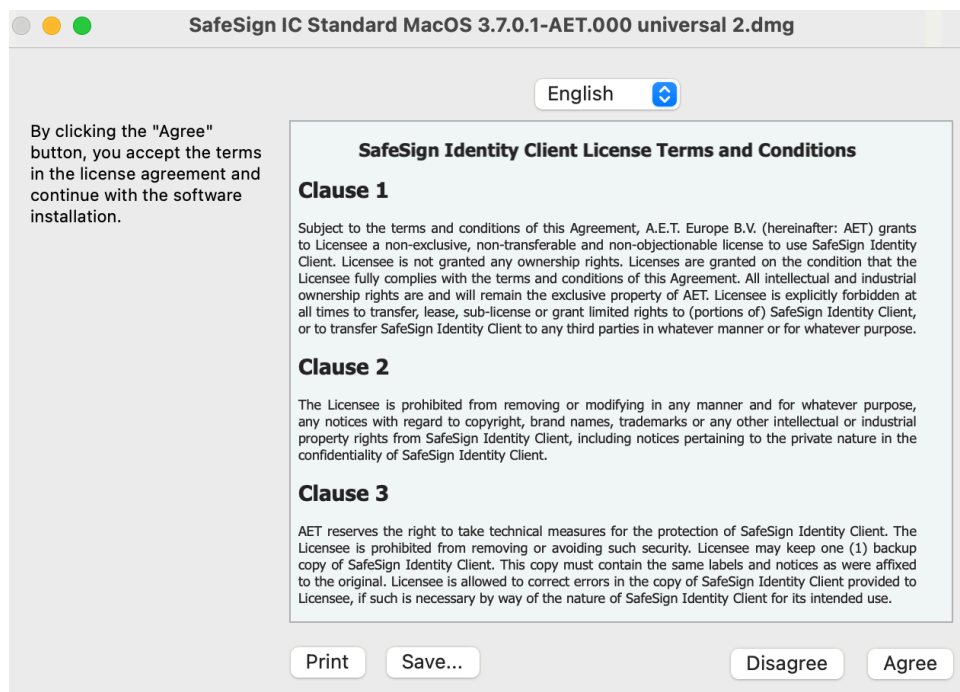 SafeSign IC Standard MacOS 3.7.0.1-AET.000 universal 2.dmg
English
By clicking the "Agree"
button, you accept the terms
in the license agreement and
continue with the software
installation.
SafeSign Identity Client License Terms and Conditions
Clause 1
Subject to the terms and conditions of this Agreement, A.E.T. Europe B.V. (hereinafter: AET) grants
to Licensee a non-exclusive, non-transferable and non-objectionable license to use SafeSign Identity
Client. Licensee is not granted any ownership rights. Licenses are granted on the condition that the
Licensee fully complies with the terms and conditions of this Agreement. All intellectual and industrial
ownership rights are and will remain the exclusive property of AET. Licensee is explicitly forbidden at
all times to transfer, lease, sub-license or grant limited rights to (portions of) SafeSign Identity Client,
or to transfer SafeSign Identity Client to any third parties in whatever manner or for whatever purpose.
Clause 2
The Licensee is prohibited from removing or modifying in any manner and for whatever purpose,
any notices with regard to copyright, brand names, trademarks or any other intellectual or industrial
property rights from SafeSign Identity Client, including notices pertaining to the private nature in the
confidentiality of SafeSign Identity Client.
Clause 3
AET reserves the right to take technical measures for the protection of SafeSign Identity Client. The
Licensee is prohibited from removing or avoiding such security. Licensee may keep one (1) backup
copy of SafeSign Identity Client. This copy must contain the same labels and notices as were affixed
to the original. Licensee is allowed to correct errors in the copy of SafeSign Identity Client provided to
Licensee, if such is necessary by way of the nature of SafeSign Identity Client for its intended use.
Print Save... Disagree Agree